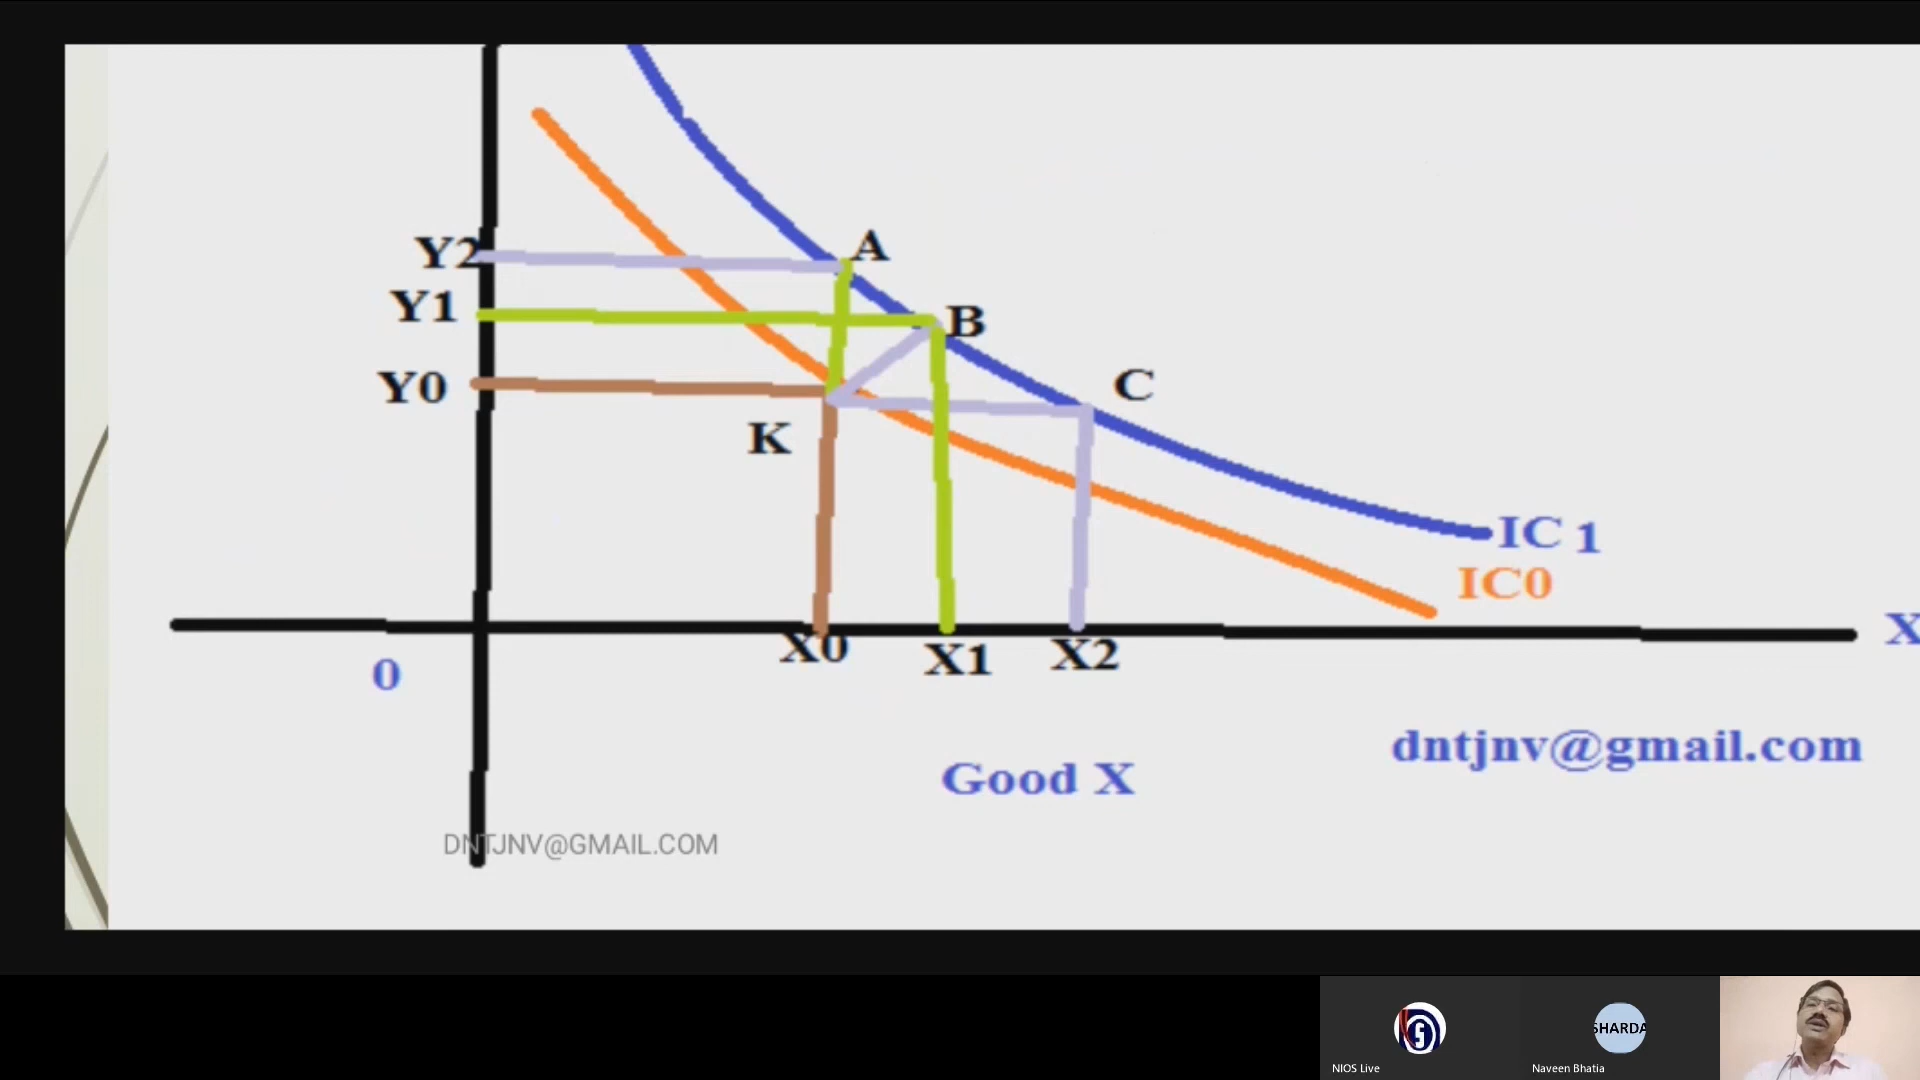 Y2
A
Y1
B
Y0
C
K
IC 1
IC0
X0
X1
X2
X
0
dntjnv@gmail.com
Good X
DNTJNV@GMAIL.COM
SHARDA
NIOS Live
Naveen Bhatia